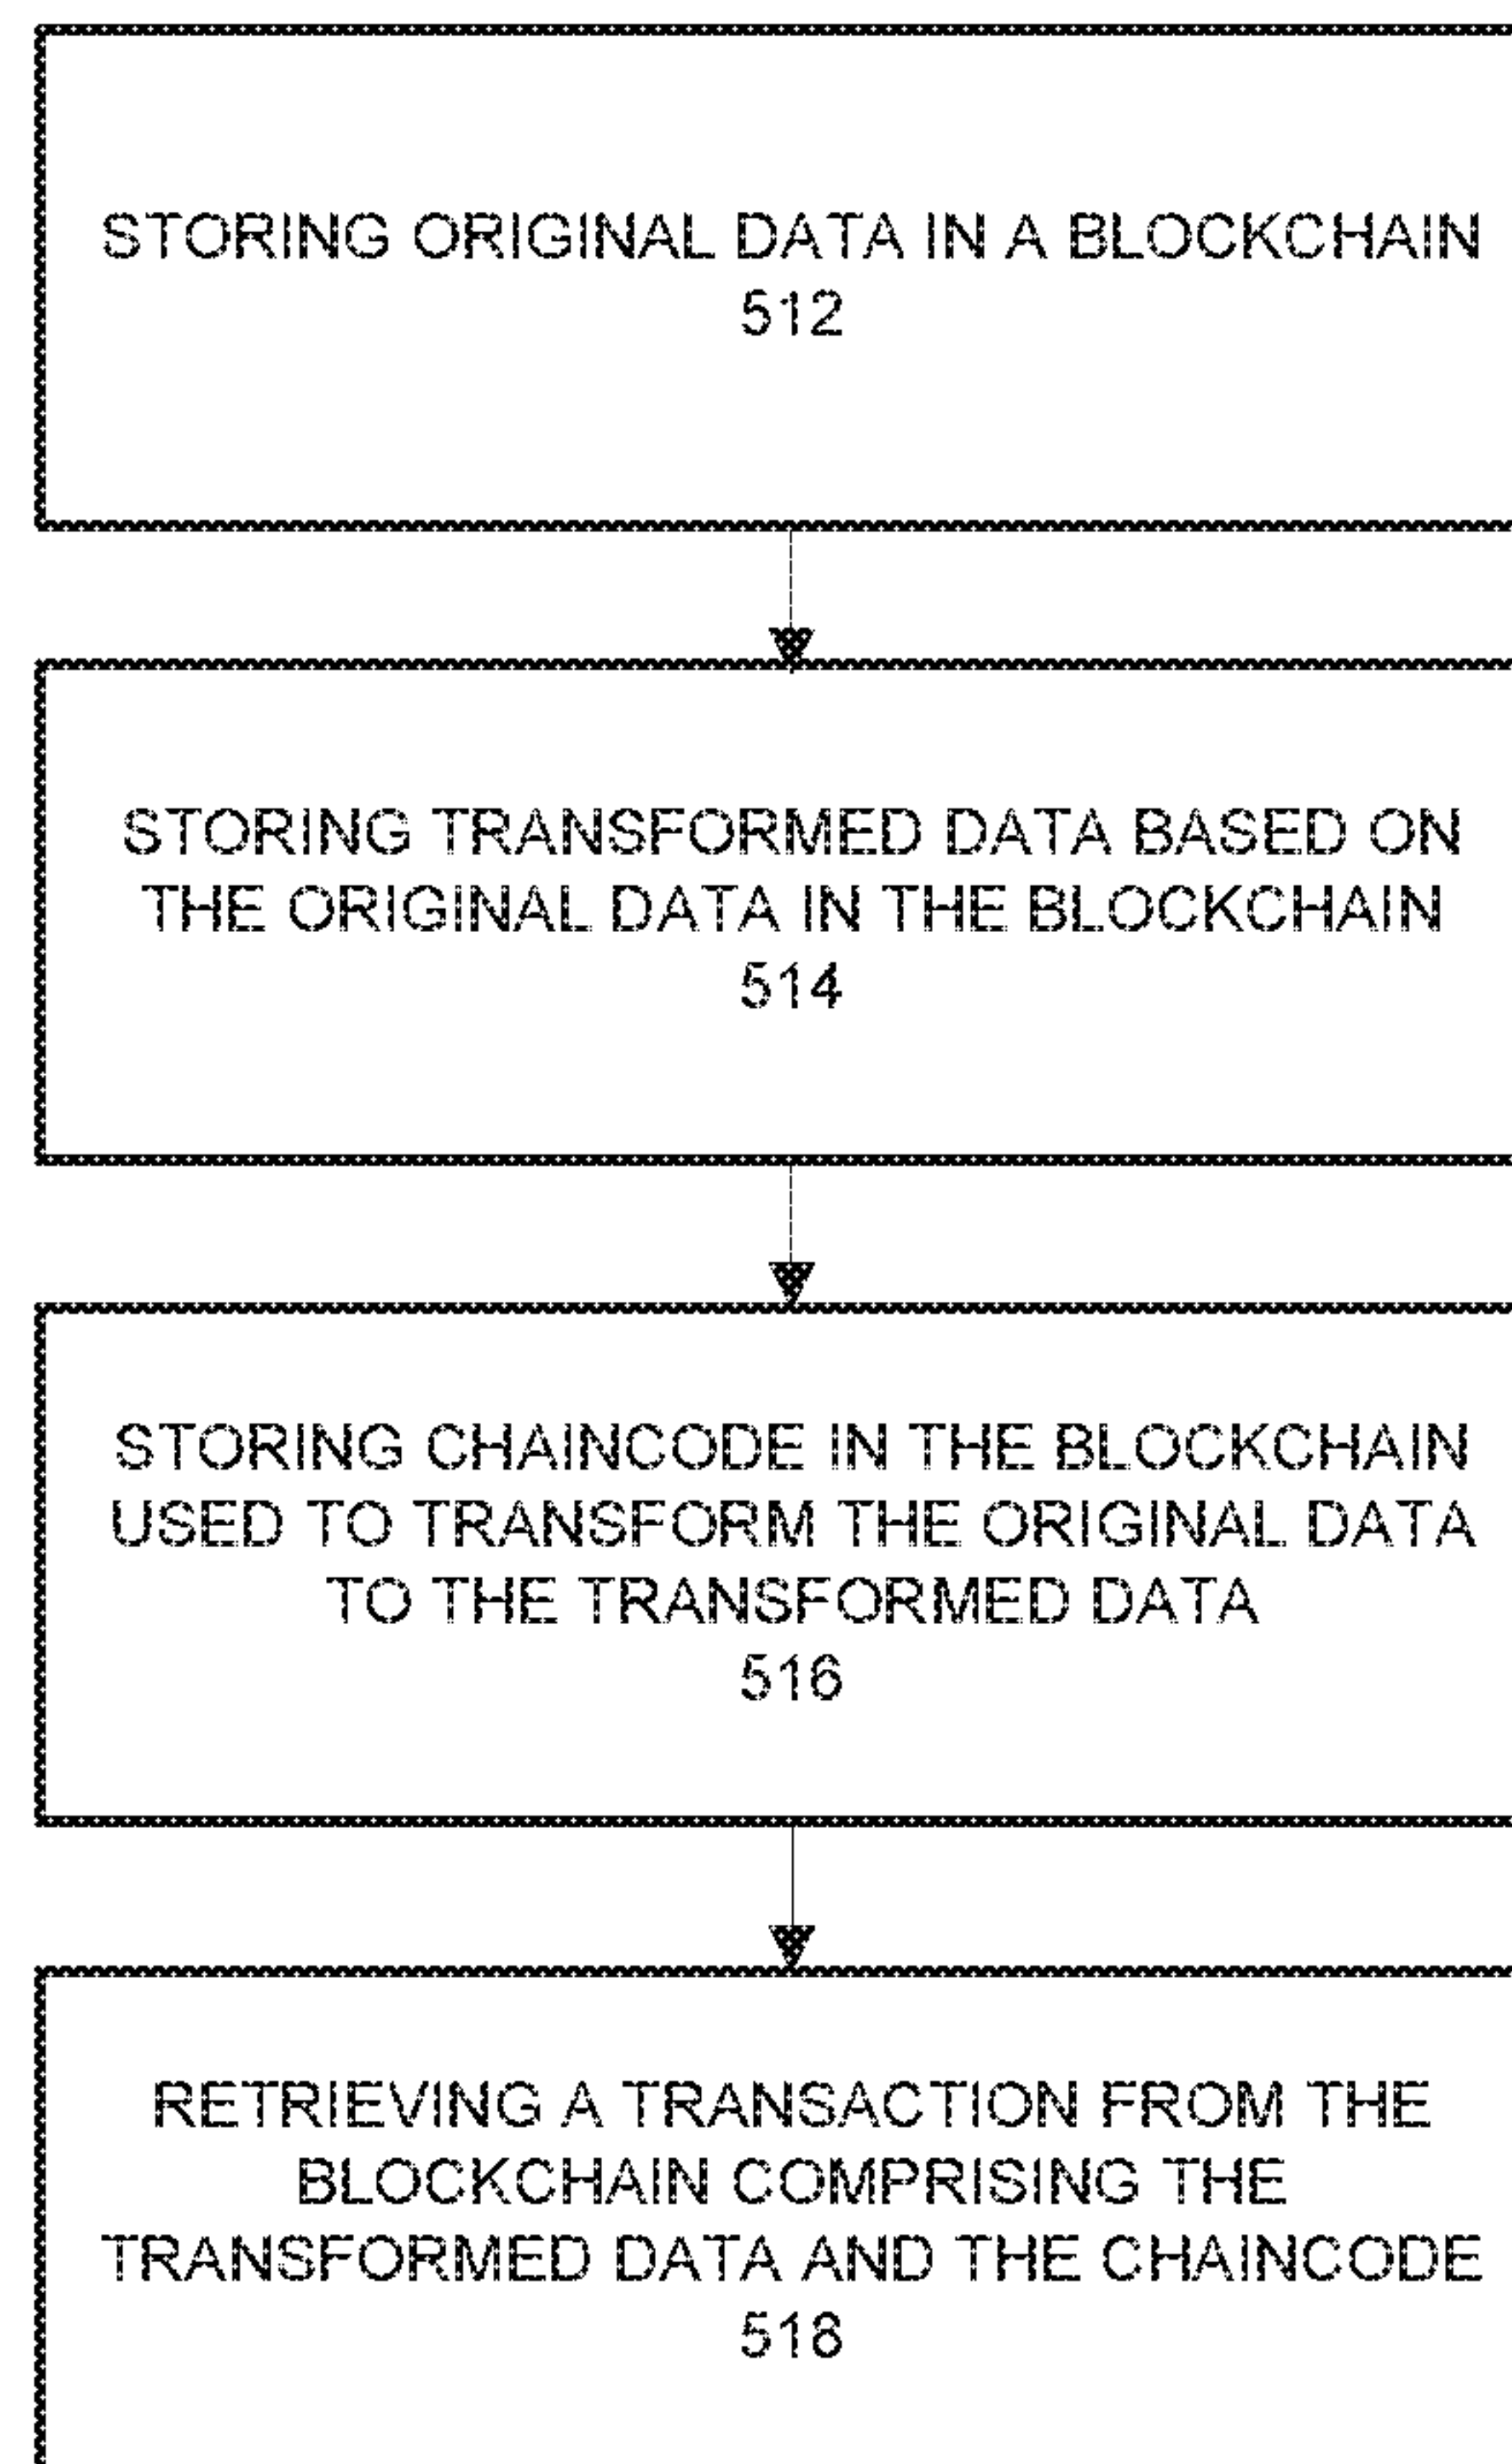 STORING ORIGINAL DATA IN A BLOCKCHAIN
512
STORING TRANSFORMED DATA BASED ON
THE ORIGINAL DATA IN THE BLOCKCHAIN
514
STORING CHAINCODE IN THE BLOCKCHAIN
USED TO TRANSFORM THE ORIGINAL DATA
TO THE TRANSFORMED DATA
516
RETRIEVING A TRANSACTION FROM THE
BLOCKCHAIN COMPRISING THE
TRANSFORMED DATA AND THE CHAINCODE
518